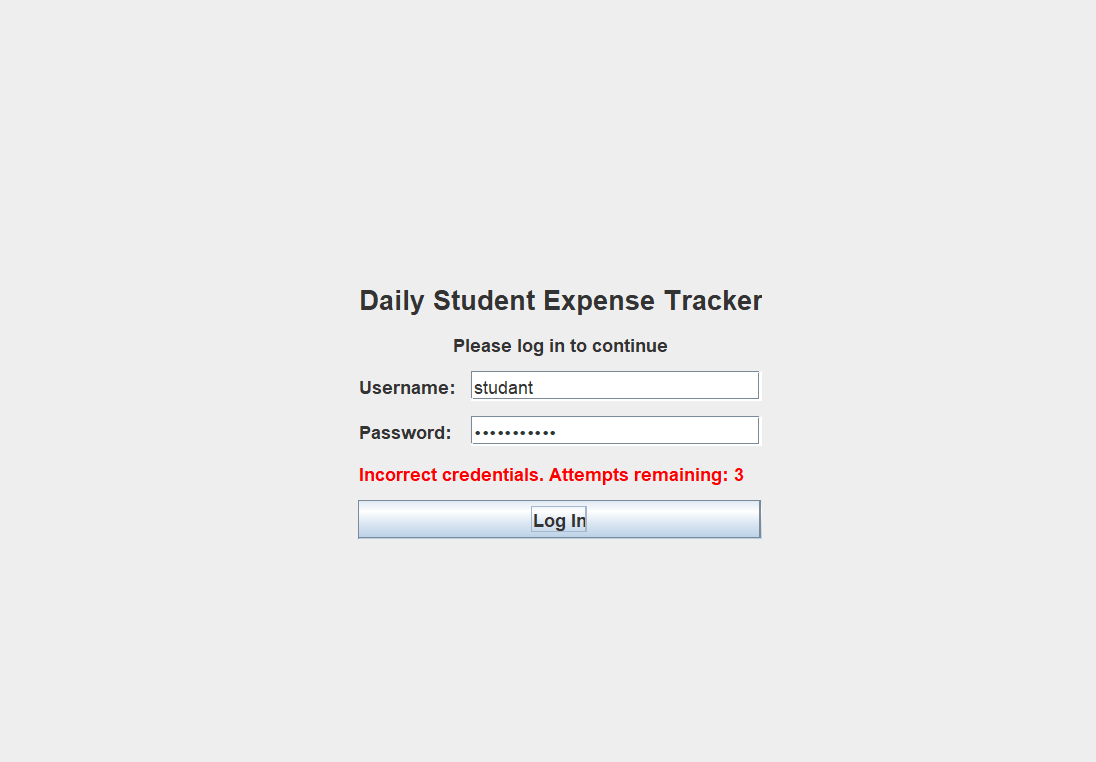 Daily Student Expense Tracker
Please log in to continue
Username: studant
Password: •••••••••••
Incorrect credentials. Attempts remaining: 3
Log In